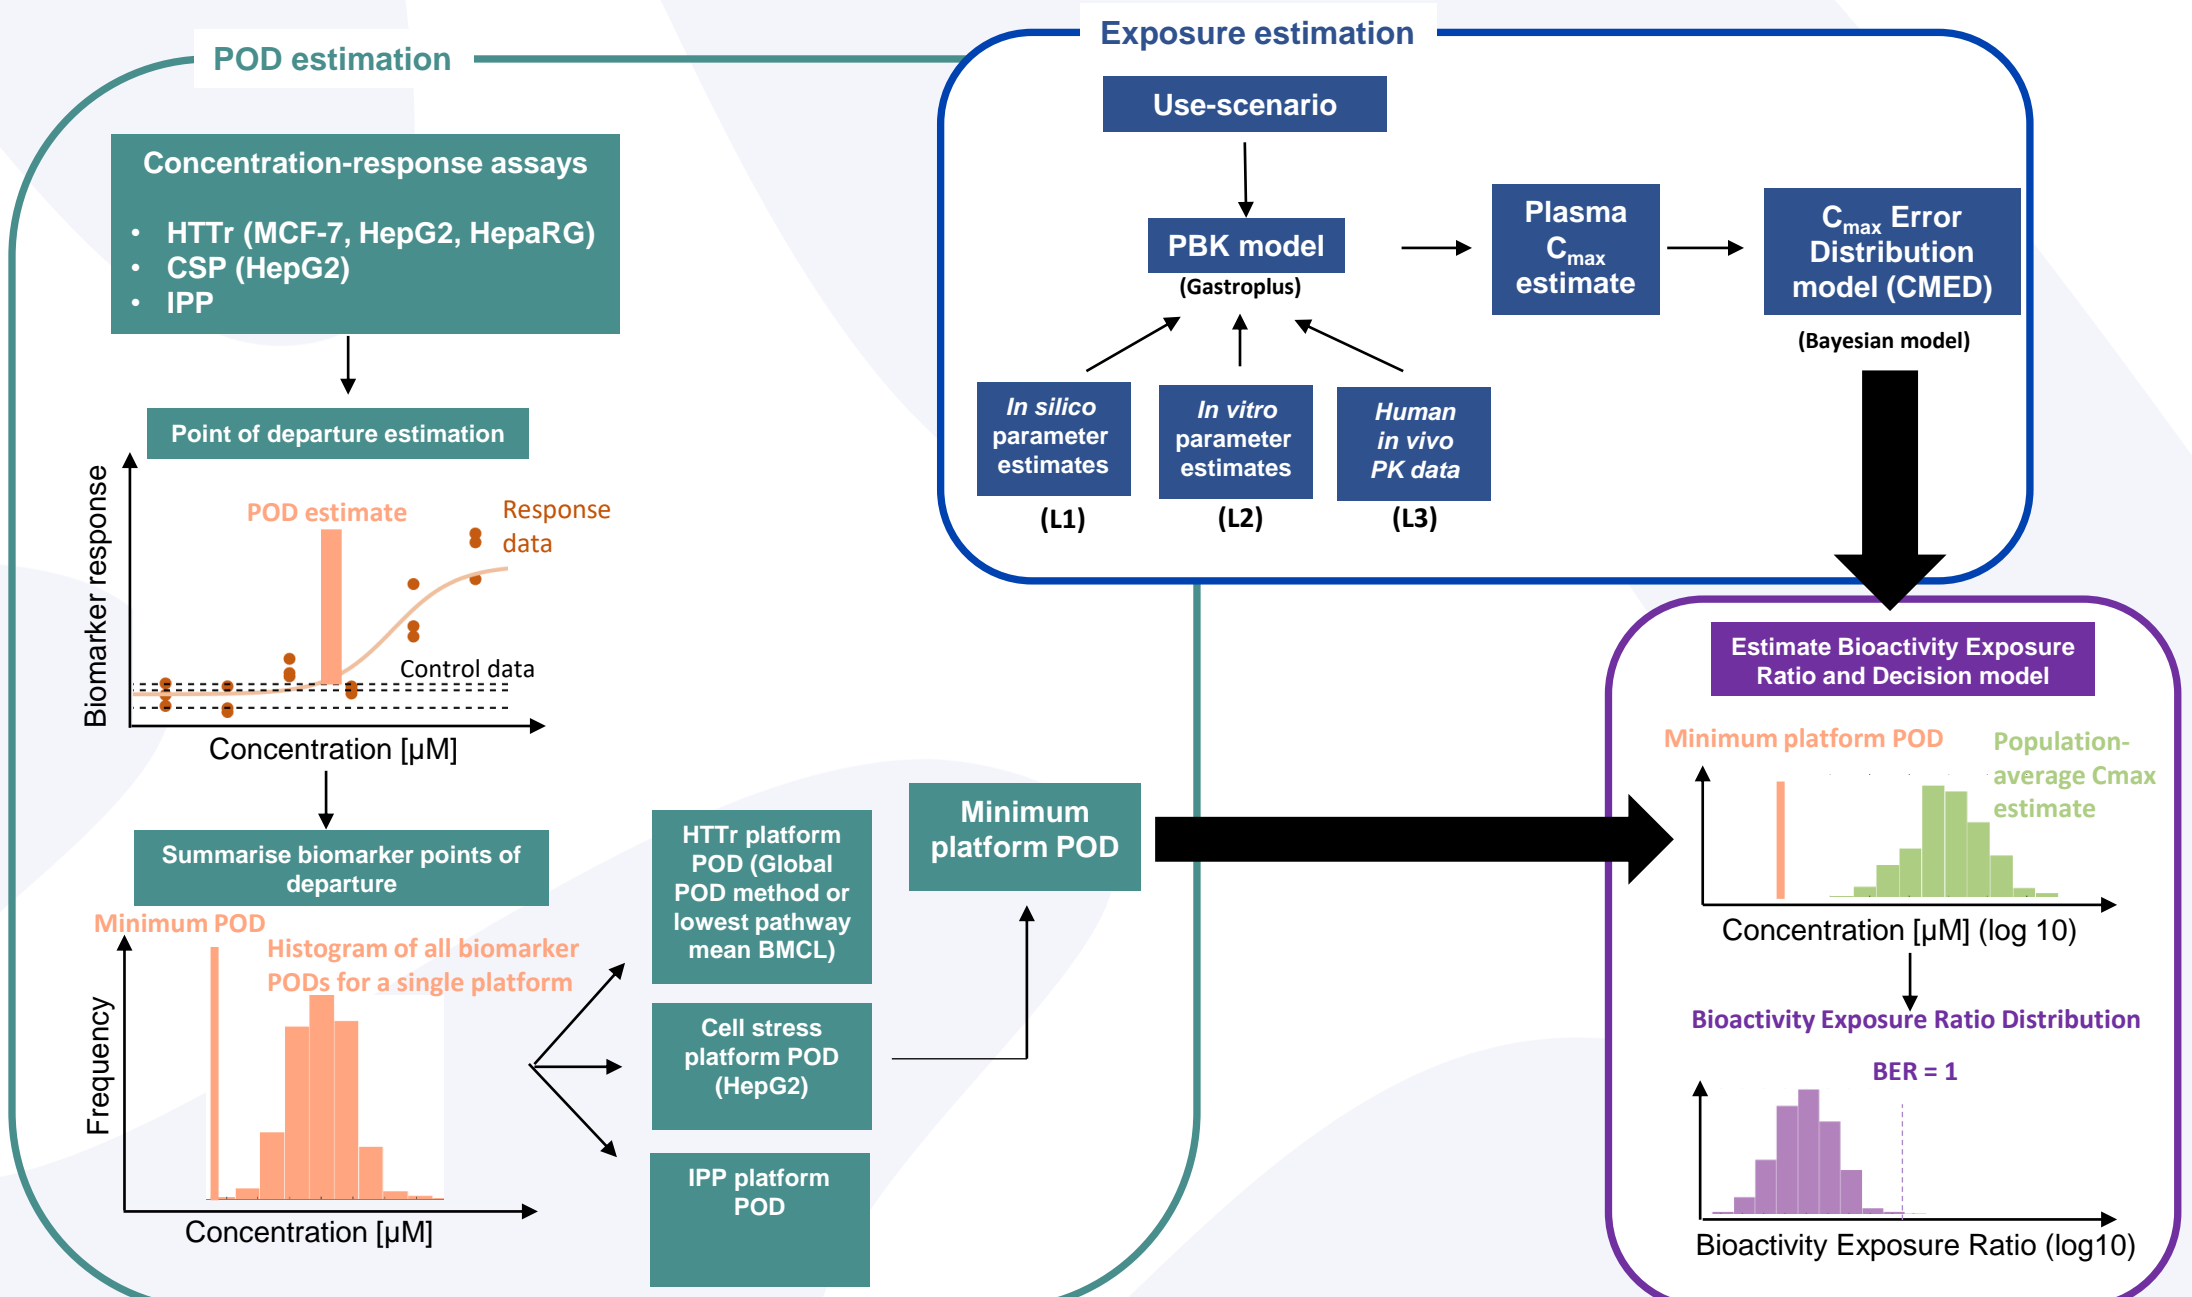 POD estimation
Concentration-response assays
• HTTr (MCF-7, HepG2, HepaRG)
• CSP (HepG2)
• IPP
Point of departure estimation
Biomarker response
POD estimate
Response
data
Control data
Concentration [µM]
Summarise biomarker points of
departure
Minimum POD
Histogram of all biomarker
PODs for a single platform
Frequency
Concentration [µM]
HTTr platform
POD (Global
POD method or
lowest pathway
mean BMCL)
Cell stress
platform POD
(HepG2)
IPP platform
POD
Minimum
platform POD
Exposure estimation
Use-scenario
PBK model
(Gastroplus)
In silico
parameter
estimates
(L1)
In vitro
parameter
estimates
(L2)
Human
in vivo
PK data
(L3)
Plasma
Cmax
estimate
Cmax Error
Distribution
model (CMED)
(Bayesian model)
Estimate Bioactivity Exposure
Ratio and Decision model
Minimum platform POD
Population-
average Cmax
estimate
Concentration [µM] (log 10)
Bioactivity Exposure Ratio Distribution
BER = 1
Bioactivity Exposure Ratio (log10)